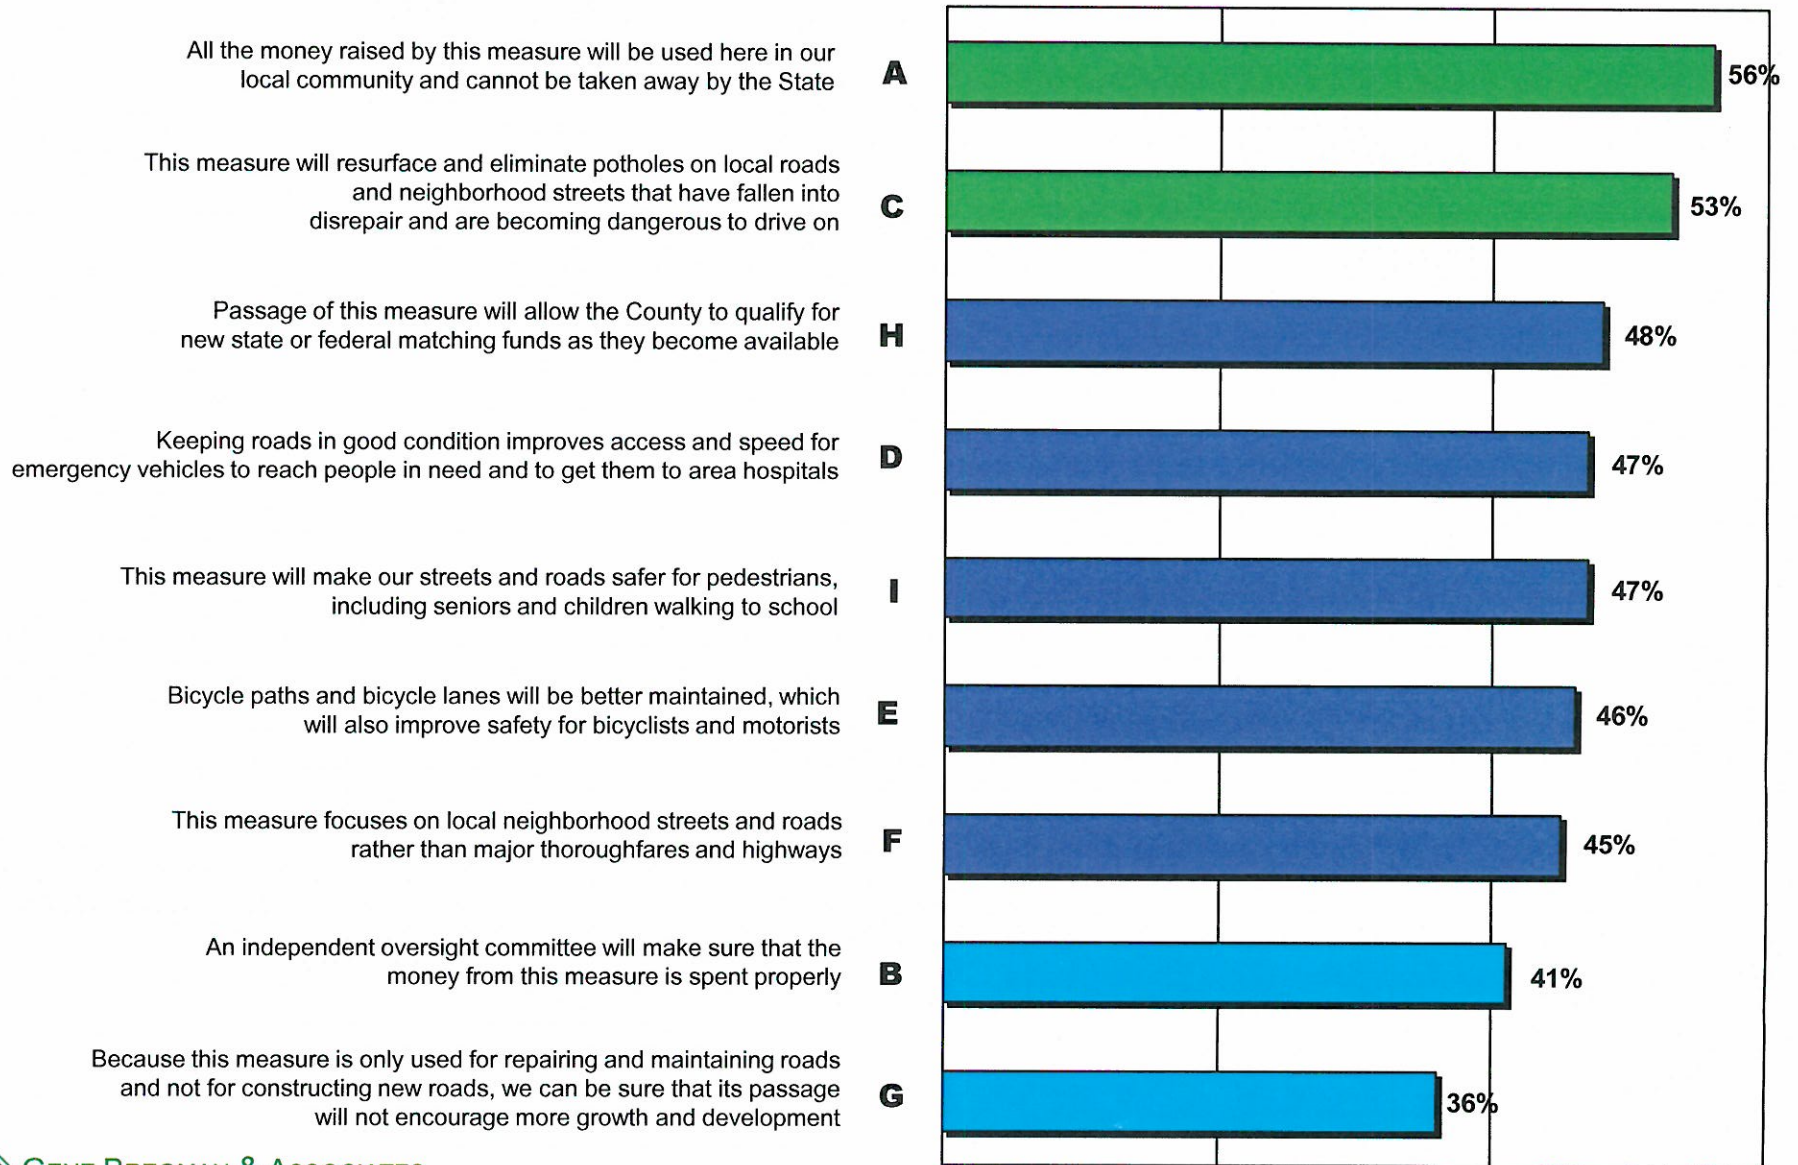 All the money raised by this measure will be used here in our
local community and cannot be taken away by the State
A
56%
This measure will resurface and eliminate potholes on local roads
and neighborhood streets that have fallen into
disrepair and are becoming dangerous to drive on
C
53%
Passage of this measure will allow the County to qualify for
new state or federal matching funds as they become available
H
48%
Keeping roads in good condition improves access and speed for
emergency vehicles to reach people in need and to get them to area hospitals
D
47%
This measure will make our streets and roads safer for pedestrians,
including seniors and children walking to school
I
47%
Bicycle paths and bicycle lanes will be better maintained, which
will also improve safety for bicyclists and motorists
E
46%
This measure focuses on local neighborhood streets and roads
rather than major thoroughfares and highways
F
45%
An independent oversight committee will make sure that the
money from this measure is spent properly
B
41%
Because this measure is only used for repairing and maintaining roads
and not for constructing new roads, we can be sure that its passage
will not encourage more growth and development
G
36%